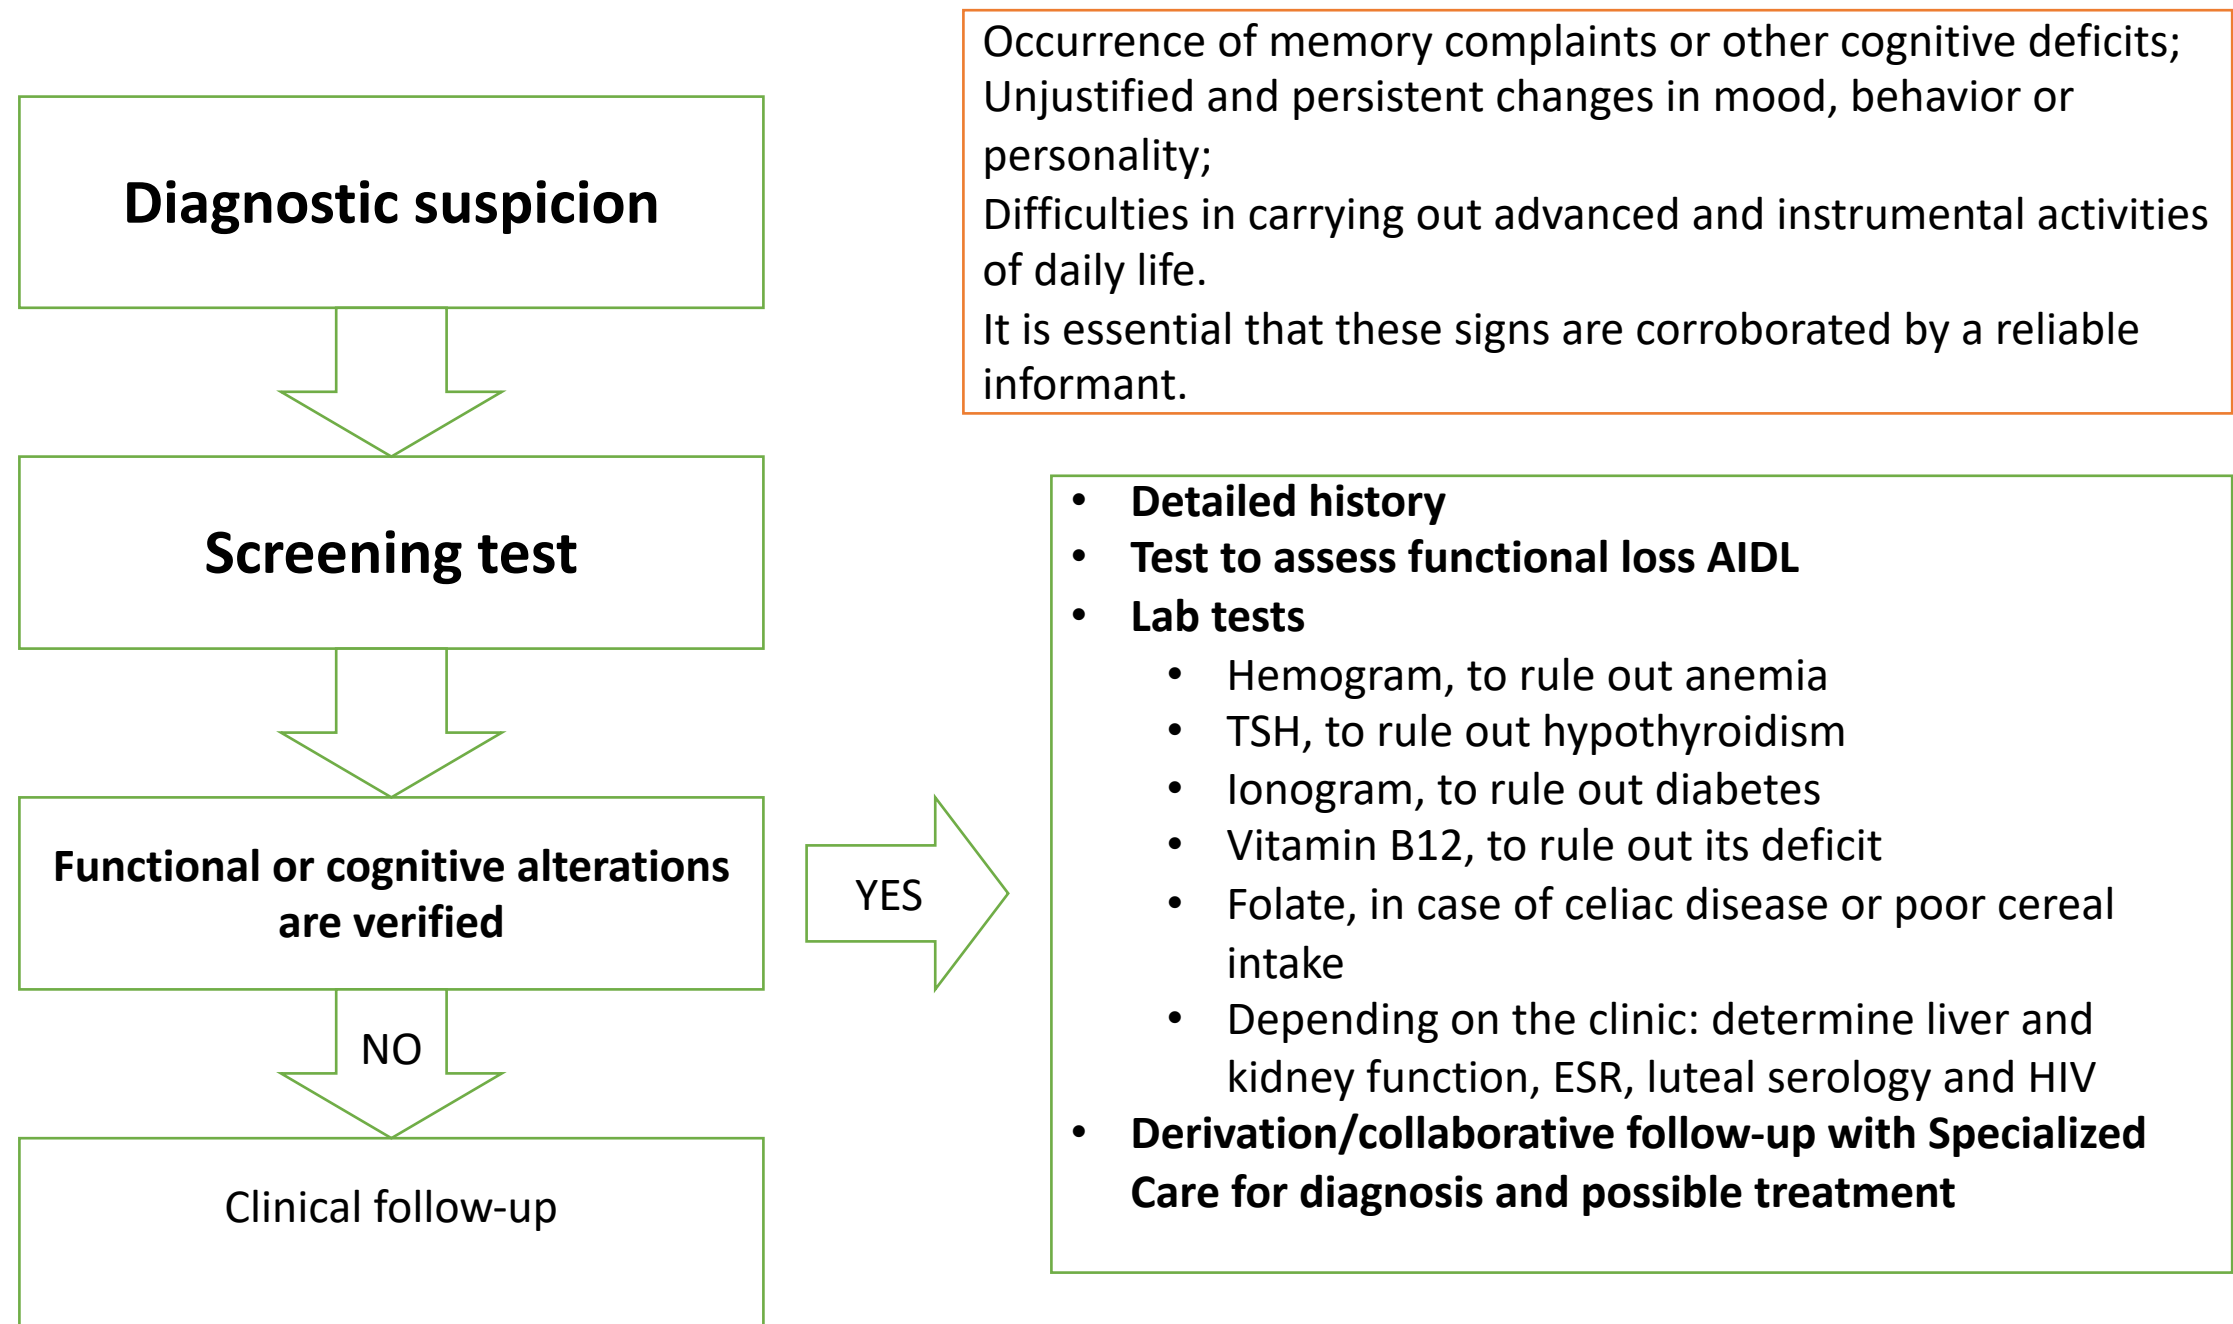 Diagnostic suspicion
Occurrence of memory complaints or other cognitive deficits;
Unjustified and persistent changes in mood, behavior or
personality;
Difficulties in carrying out advanced and instrumental activities
of daily life.
It is essential that these signs are corroborated by a reliable
informant.
Screening test
Functional or cognitive alterations
are verified
YES
• Detailed history
• Test to assess functional loss AIDL
• Lab tests
• Hemogram, to rule out anemia
• TSH, to rule out hypothyroidism
• Ionogram, to rule out diabetes
• Vitamin B12, to rule out its deficit
• Folate, in case of celiac disease or poor cereal
intake
• Depending on the clinic: determine liver and
kidney function, ESR, luteal serology and HIV
• Derivation/collaborative follow-up with Specialized
Care for diagnosis and possible treatment
NO
Clinical follow-up